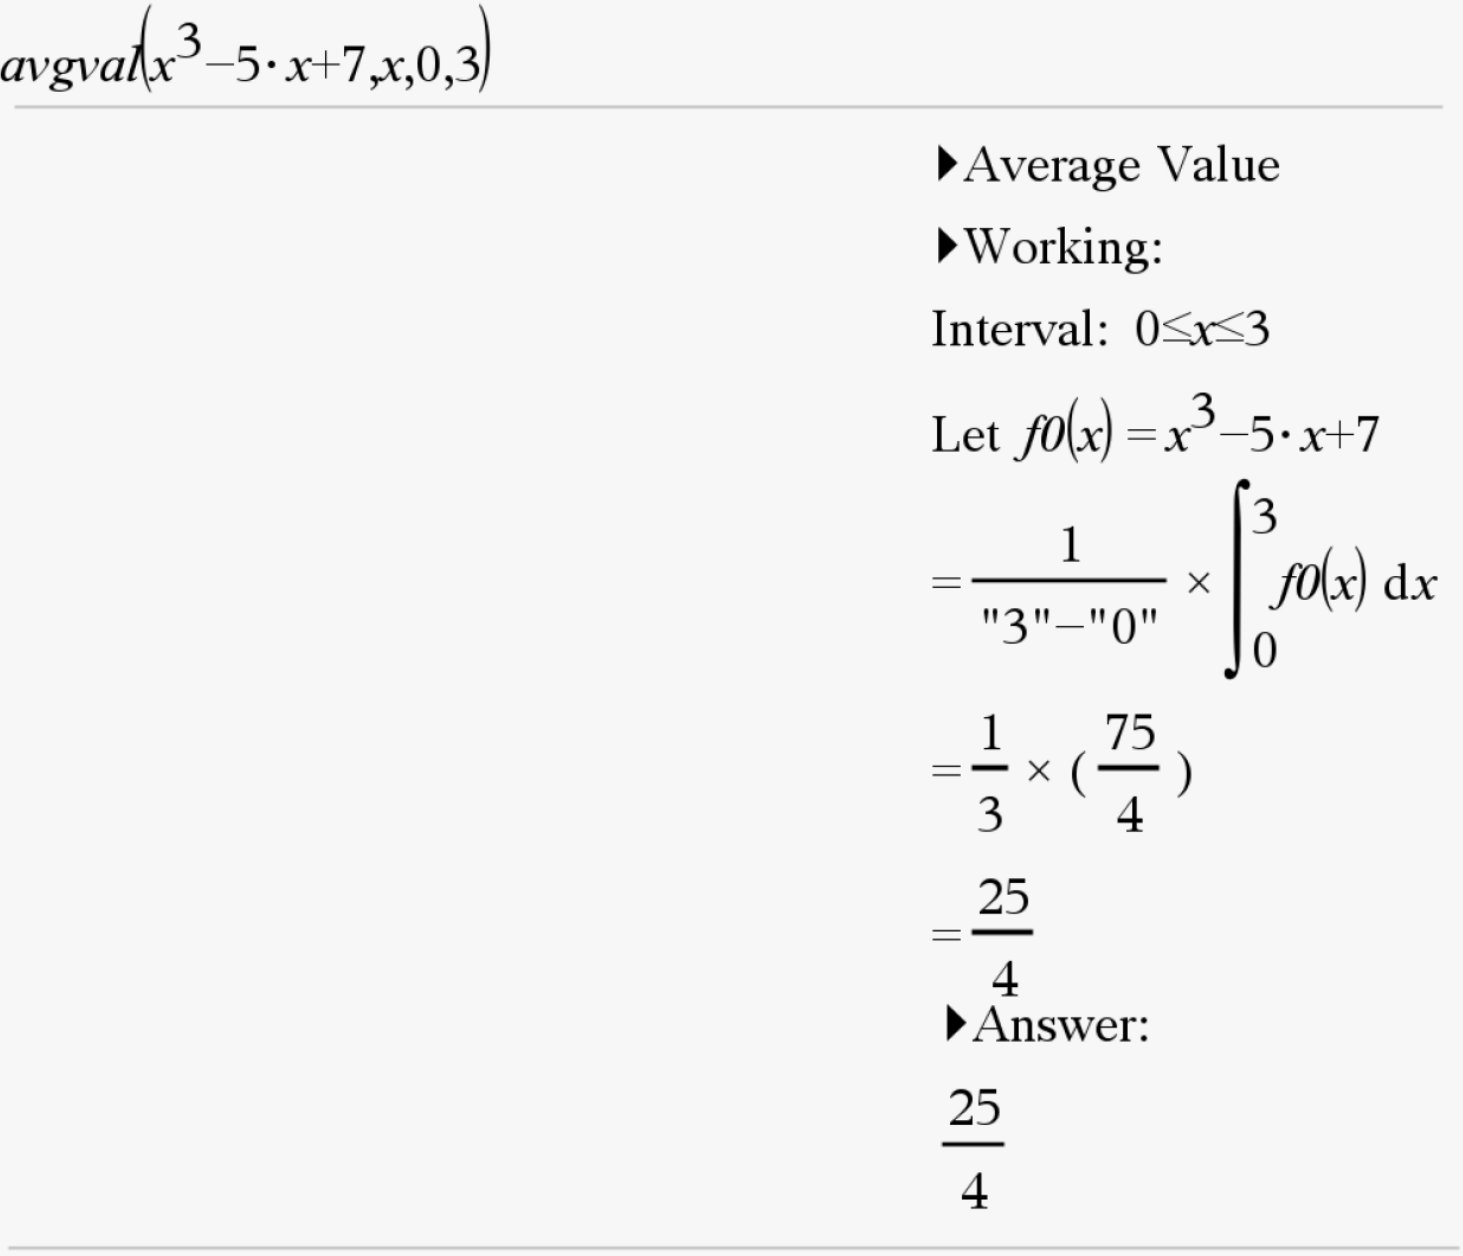 avgval(x^3−5·x+7,x,0,3)
▶Average Value
▶Working:
Interval: 0≤x≤3
Let f0(x) = x^3−5·x+7
= 1/("3"−"0") × ∫_0^3 f0(x) dx
= 1/3 × ( 75/4 )
= 25/4
▶Answer:
25/4